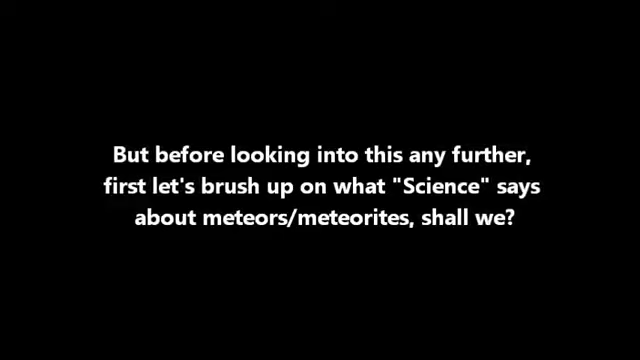 But before looking into this any further,
first let's brush up on what "Science" says
about meteors/meteorites, shall we?